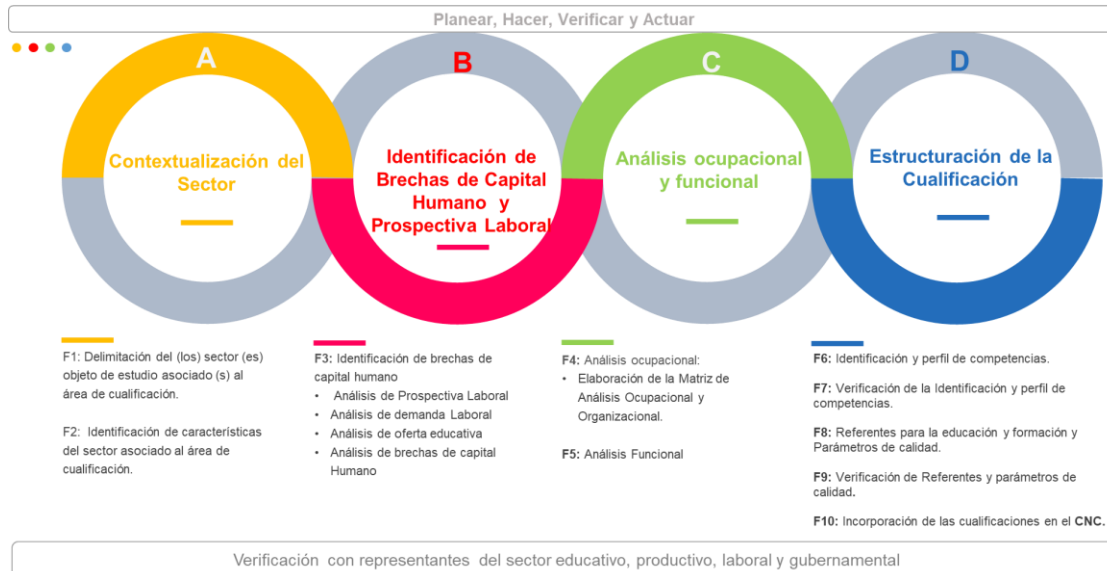 Planear, Hacer, Verificar y Actuar
A
Contextualización del
Sector
B
Identificación de
Brechas de Capital
Humano y
Prospectiva Laboral
C
Análisis ocupacional
y funcional
D
Estructuración de la
Cualificación
F1: Delimitación del (los) sector (es)
objeto de estudio asociado (s) al
área de cualificación.
F2: Identificación de características
del sector asociado al área de
cualificación.
F3: Identificación de brechas de
capital humano
• Análisis de Prospectiva Laboral
• Análisis de demanda Laboral
• Análisis de oferta educativa
• Análisis de brechas de capital
Humano
F4: Análisis ocupacional:
• Elaboración de la Matriz de
Análisis Ocupacional y
Organizacional.
F5: Análisis Funcional
F6: Identificación y perfil de competencias.
F7: Verificación de la Identificación y perfil de
competencias.
F8: Referentes para la educación y formación y
Parámetros de calidad.
F9: Verificación de Referentes y parámetros de
calidad.
F10: Incorporación de las cualificaciones en el CNC.
Verificación con representantes del sector educativo, productivo, laboral y gubernamental